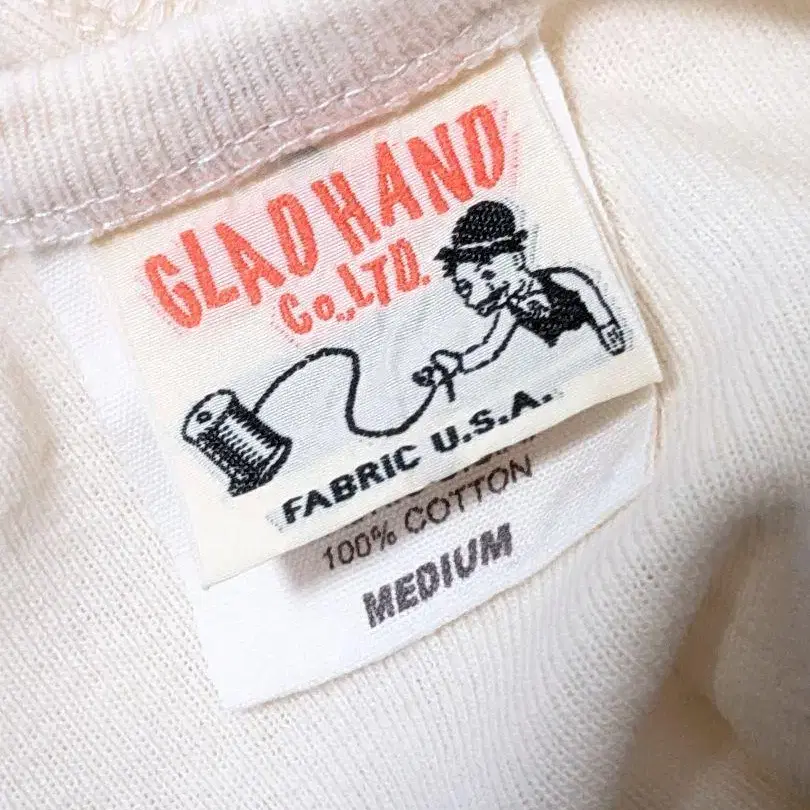 GLAD HAND
Co.,LTD.
FABRIC U.S.A.
100% COTTON
MEDIUM